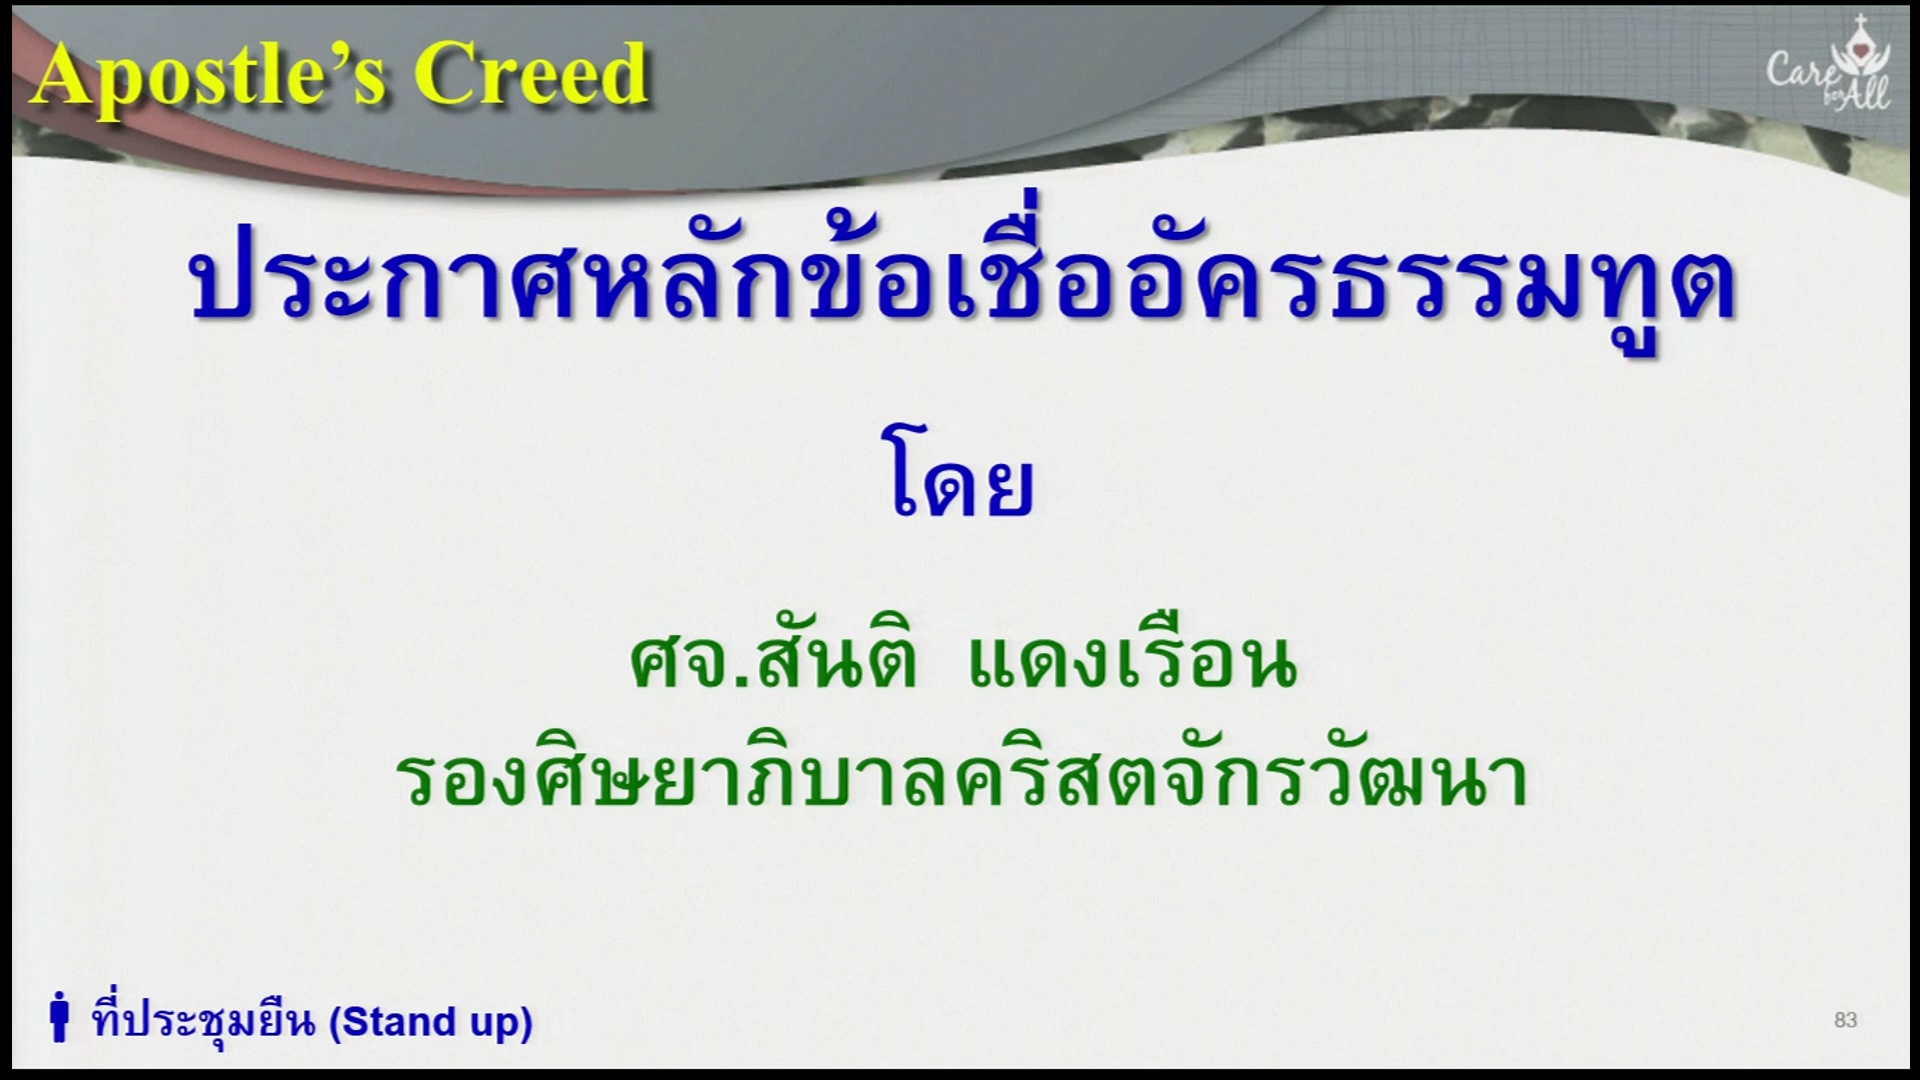 Apostle’s Creed
Care
for All
ประกาศหลักข้อเชื่ออัครธรรมทูต
โดย
ศจ.สันติ แดงเรือน
รองศิษยาภิบาลคริสตจักรวัฒนา
ที่ประชุมยืน (Stand up)
83